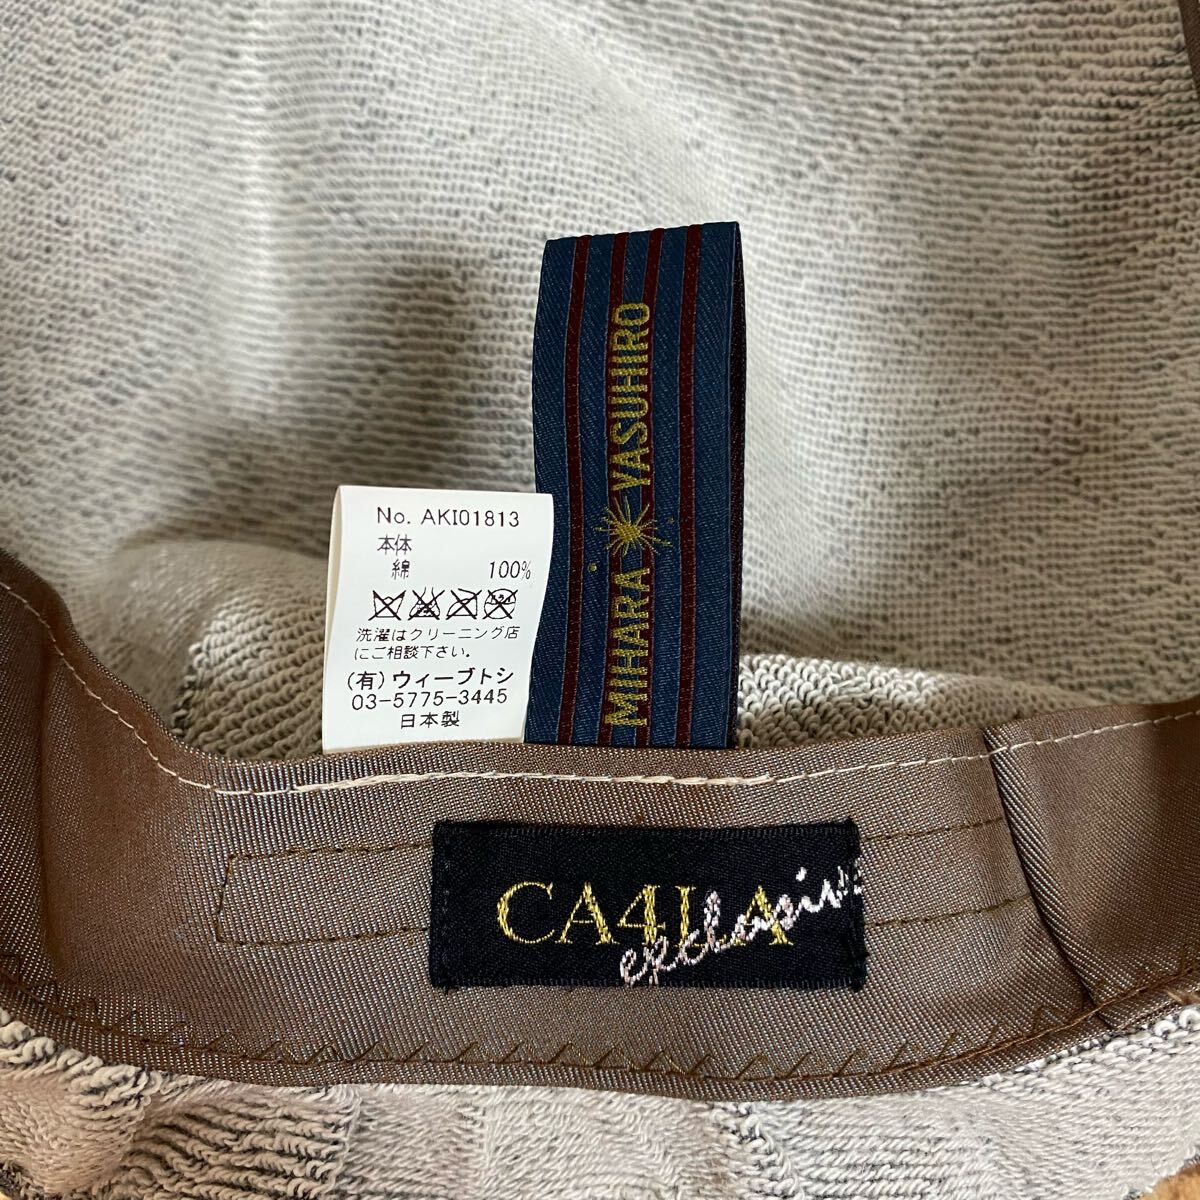 MIHARA YASUHIRO
No. AKI01813
本体
綿 100%
洗濯はクリーニング店
にご相談下さい。
(有) ウィーブトシ
03-5775-3445
日本製
CA4LA
exclusive